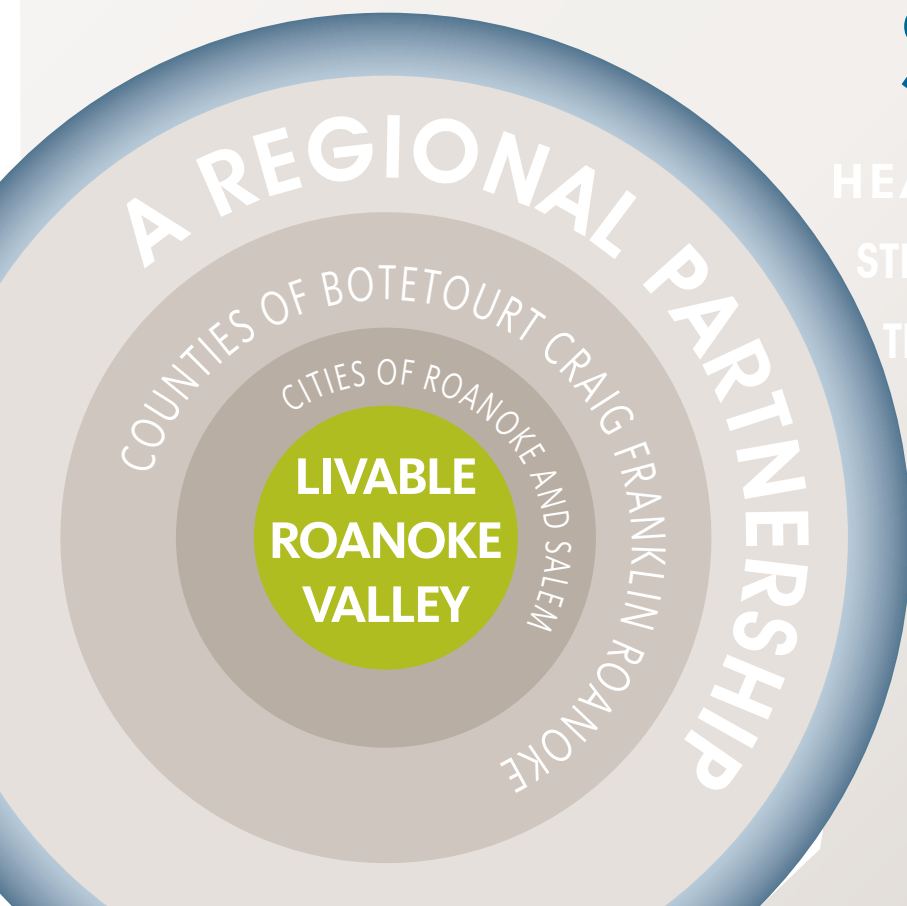 A REGIONAL PARTNERSHIP
COUNTIES OF BOTETOURT CRAIG FRANKLIN ROANOKE
CITIES OF ROANOKE AND SALEM
LIVABLE
ROANOKE
VALLEY